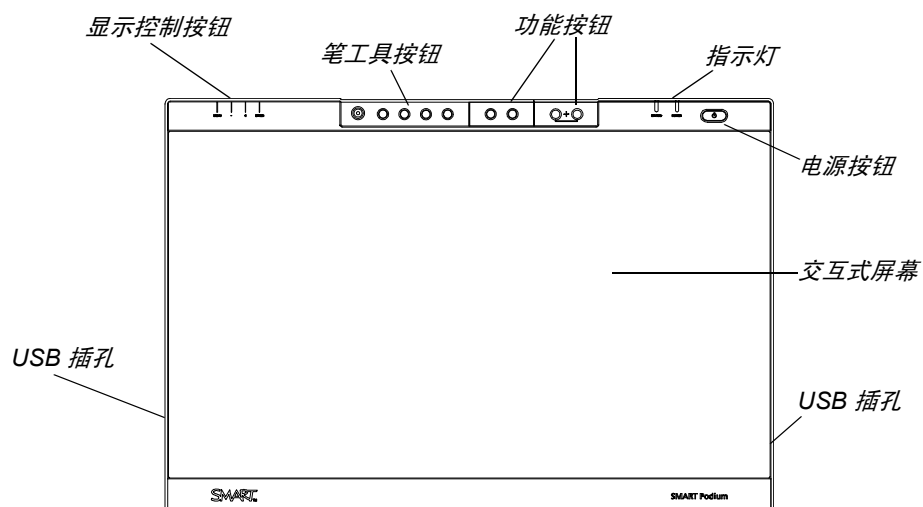 显示控制按钮
笔工具按钮
功能按钮
指示灯
电源按钮
交互式屏幕
USB 插孔
USB 插孔
SMART™
SMART Podium